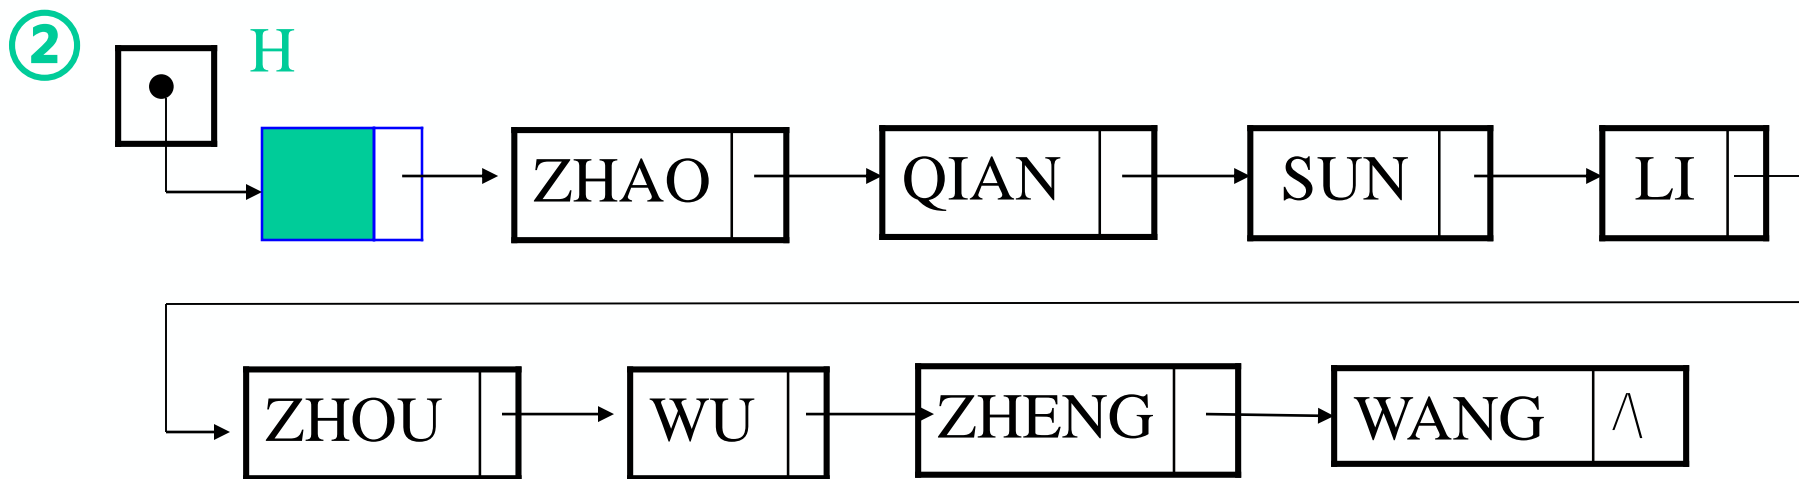 ② H
ZHAO QIAN SUN LI
ZHOU WU ZHENG WANG /\